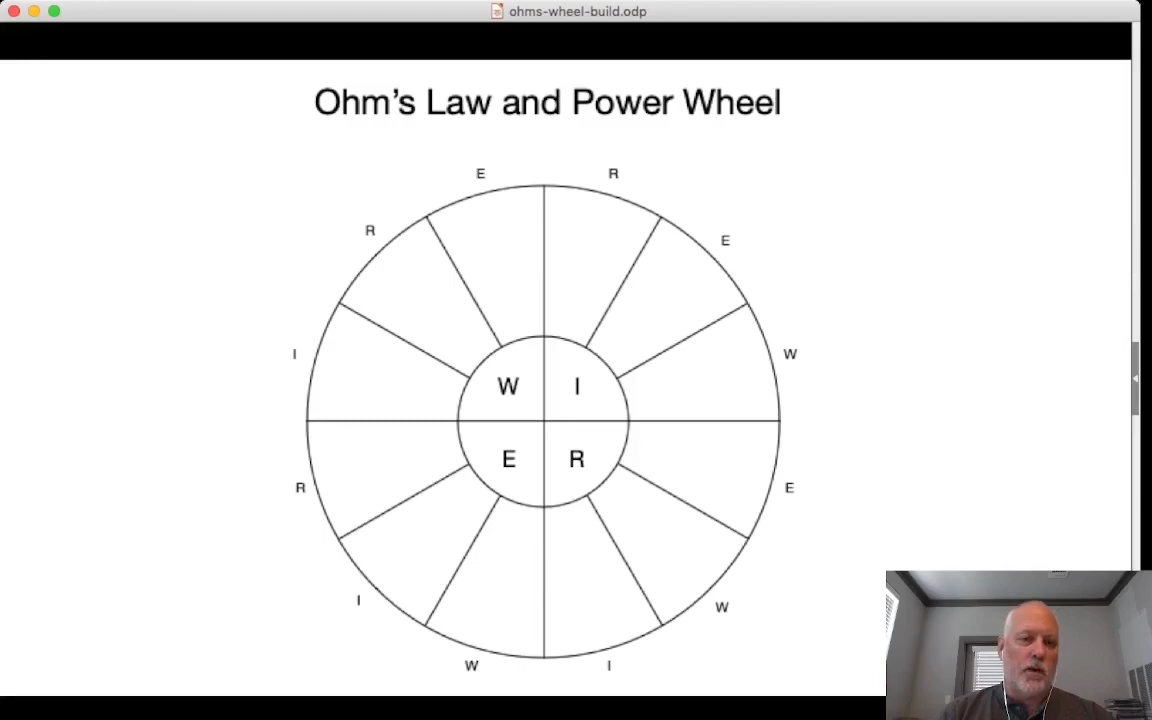 ohms-wheel-build.odp
Ohm’s Law and Power Wheel
E R
R E
I W
W I
E R
R E
I W
W I